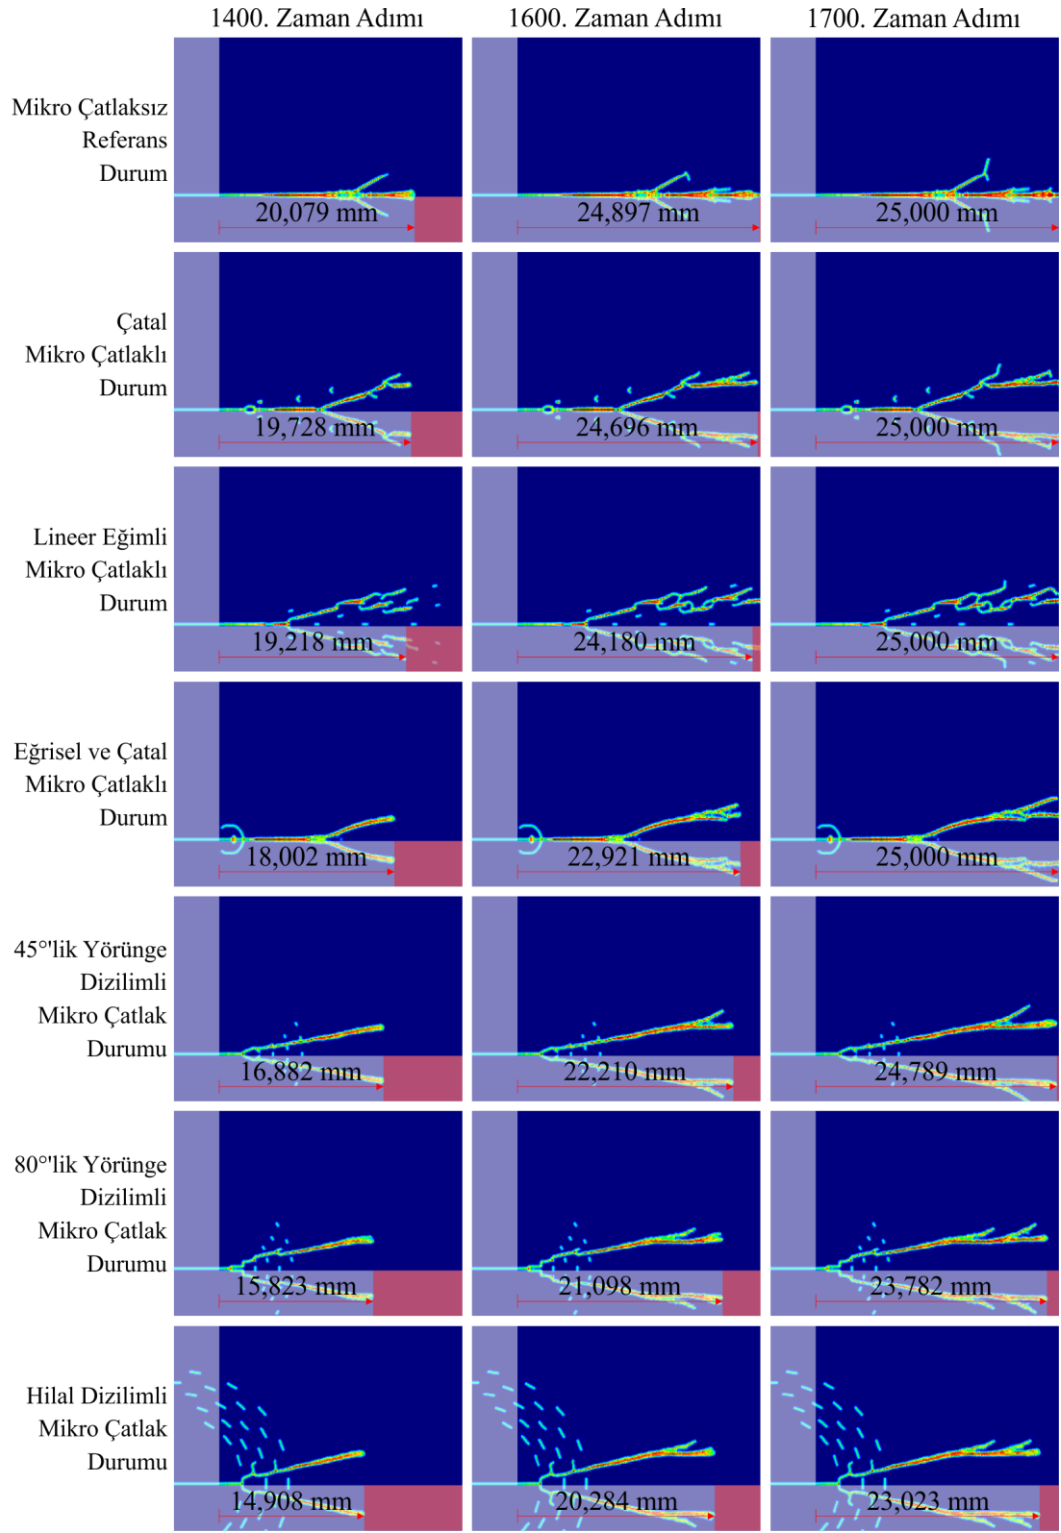 1400. Zaman Adımı 1600. Zaman Adımı 1700. Zaman Adımı
Mikro Çatlaksız
Referans
Durum
20,079 mm 24,897 mm 25,000 mm
Çatal
Mikro Çatlaklı
Durum
19,728 mm 24,696 mm 25,000 mm
Lineer Eğimli
Mikro Çatlaklı
Durum
19,218 mm 24,180 mm 25,000 mm
Eğrisel ve Çatal
Mikro Çatlaklı
Durum
18,002 mm 22,921 mm 25,000 mm
45°'lik Yörünge
Dizilimli
Mikro Çatlak
Durumu
16,882 mm 22,210 mm 24,789 mm
80°'lik Yörünge
Dizilimli
Mikro Çatlak
Durumu
15,823 mm 21,098 mm 23,782 mm
Hilal Dizilimli
Mikro Çatlak
Durumu
14,908 mm 20,284 mm 23,023 mm